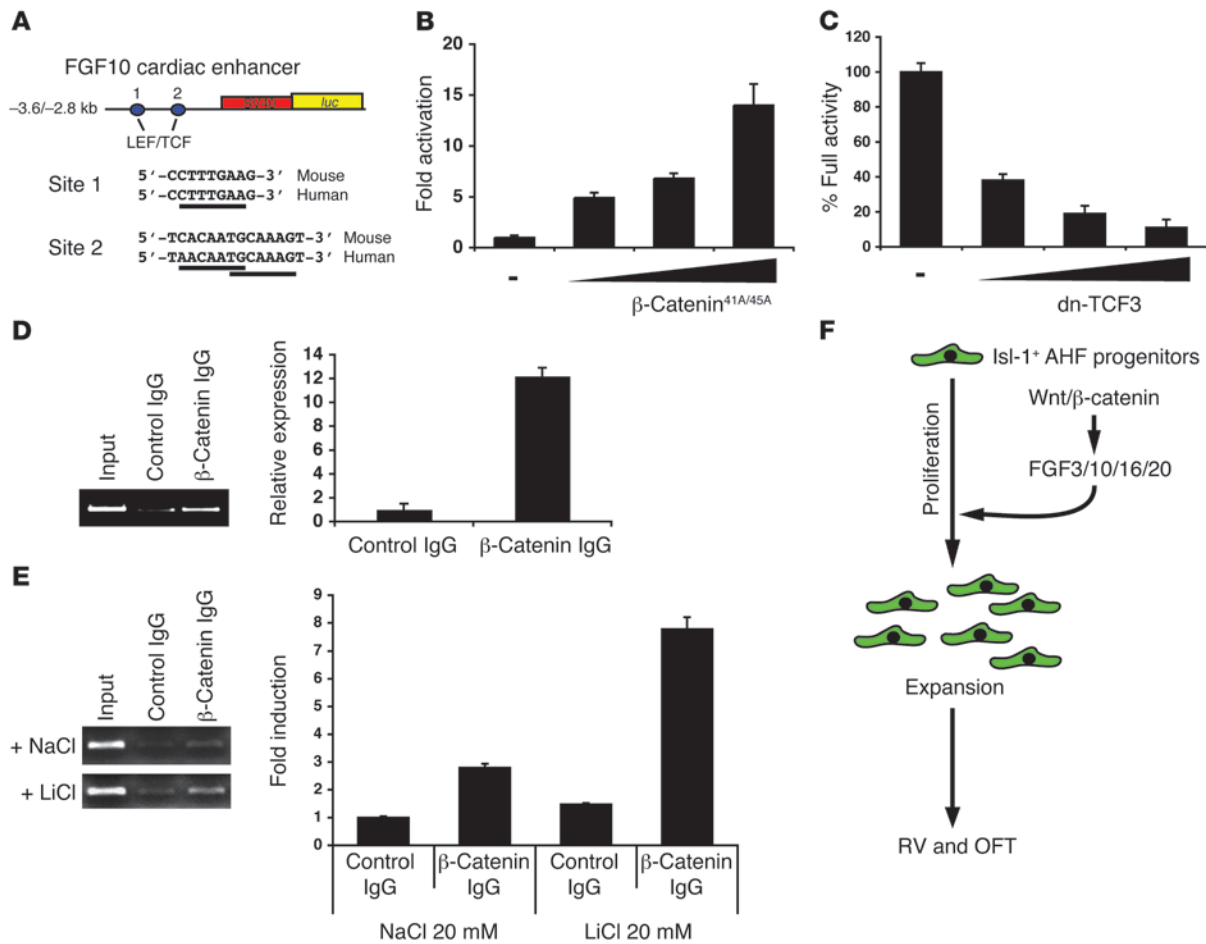 A
FGF10 cardiac enhancer
1 2
–3.6/–2.8 kb
luc
LEF/TCF
Site 1
5′-CCTTTGAAG-3′ Mouse
5′-CCTTTGAAG-3′ Human
Site 2
5′-TCACAATGCAAAGT-3′ Mouse
5′-TAACAATGCAAAGT-3′ Human
B
Fold activation
20
15
10
5
0
-
β-Catenin41A/45A
C
% Full activity
120
100
80
60
40
20
0
-
dn-TCF3
D
Input
Control IgG
β-Catenin IgG
Relative expression
14
12
10
8
6
4
2
0
Control IgG
β-Catenin IgG
E
Input
Control IgG
β-Catenin IgG
+ NaCl
+ LiCl
Fold induction
9
8
7
6
5
4
3
2
1
0
Control IgG
β-Catenin IgG
Control IgG
β-Catenin IgG
NaCl 20 mM
LiCl 20 mM
F
Isl-1+ AHF progenitors
Wnt/β-catenin
FGF3/10/16/20
Proliferation
Expansion
RV and OFT